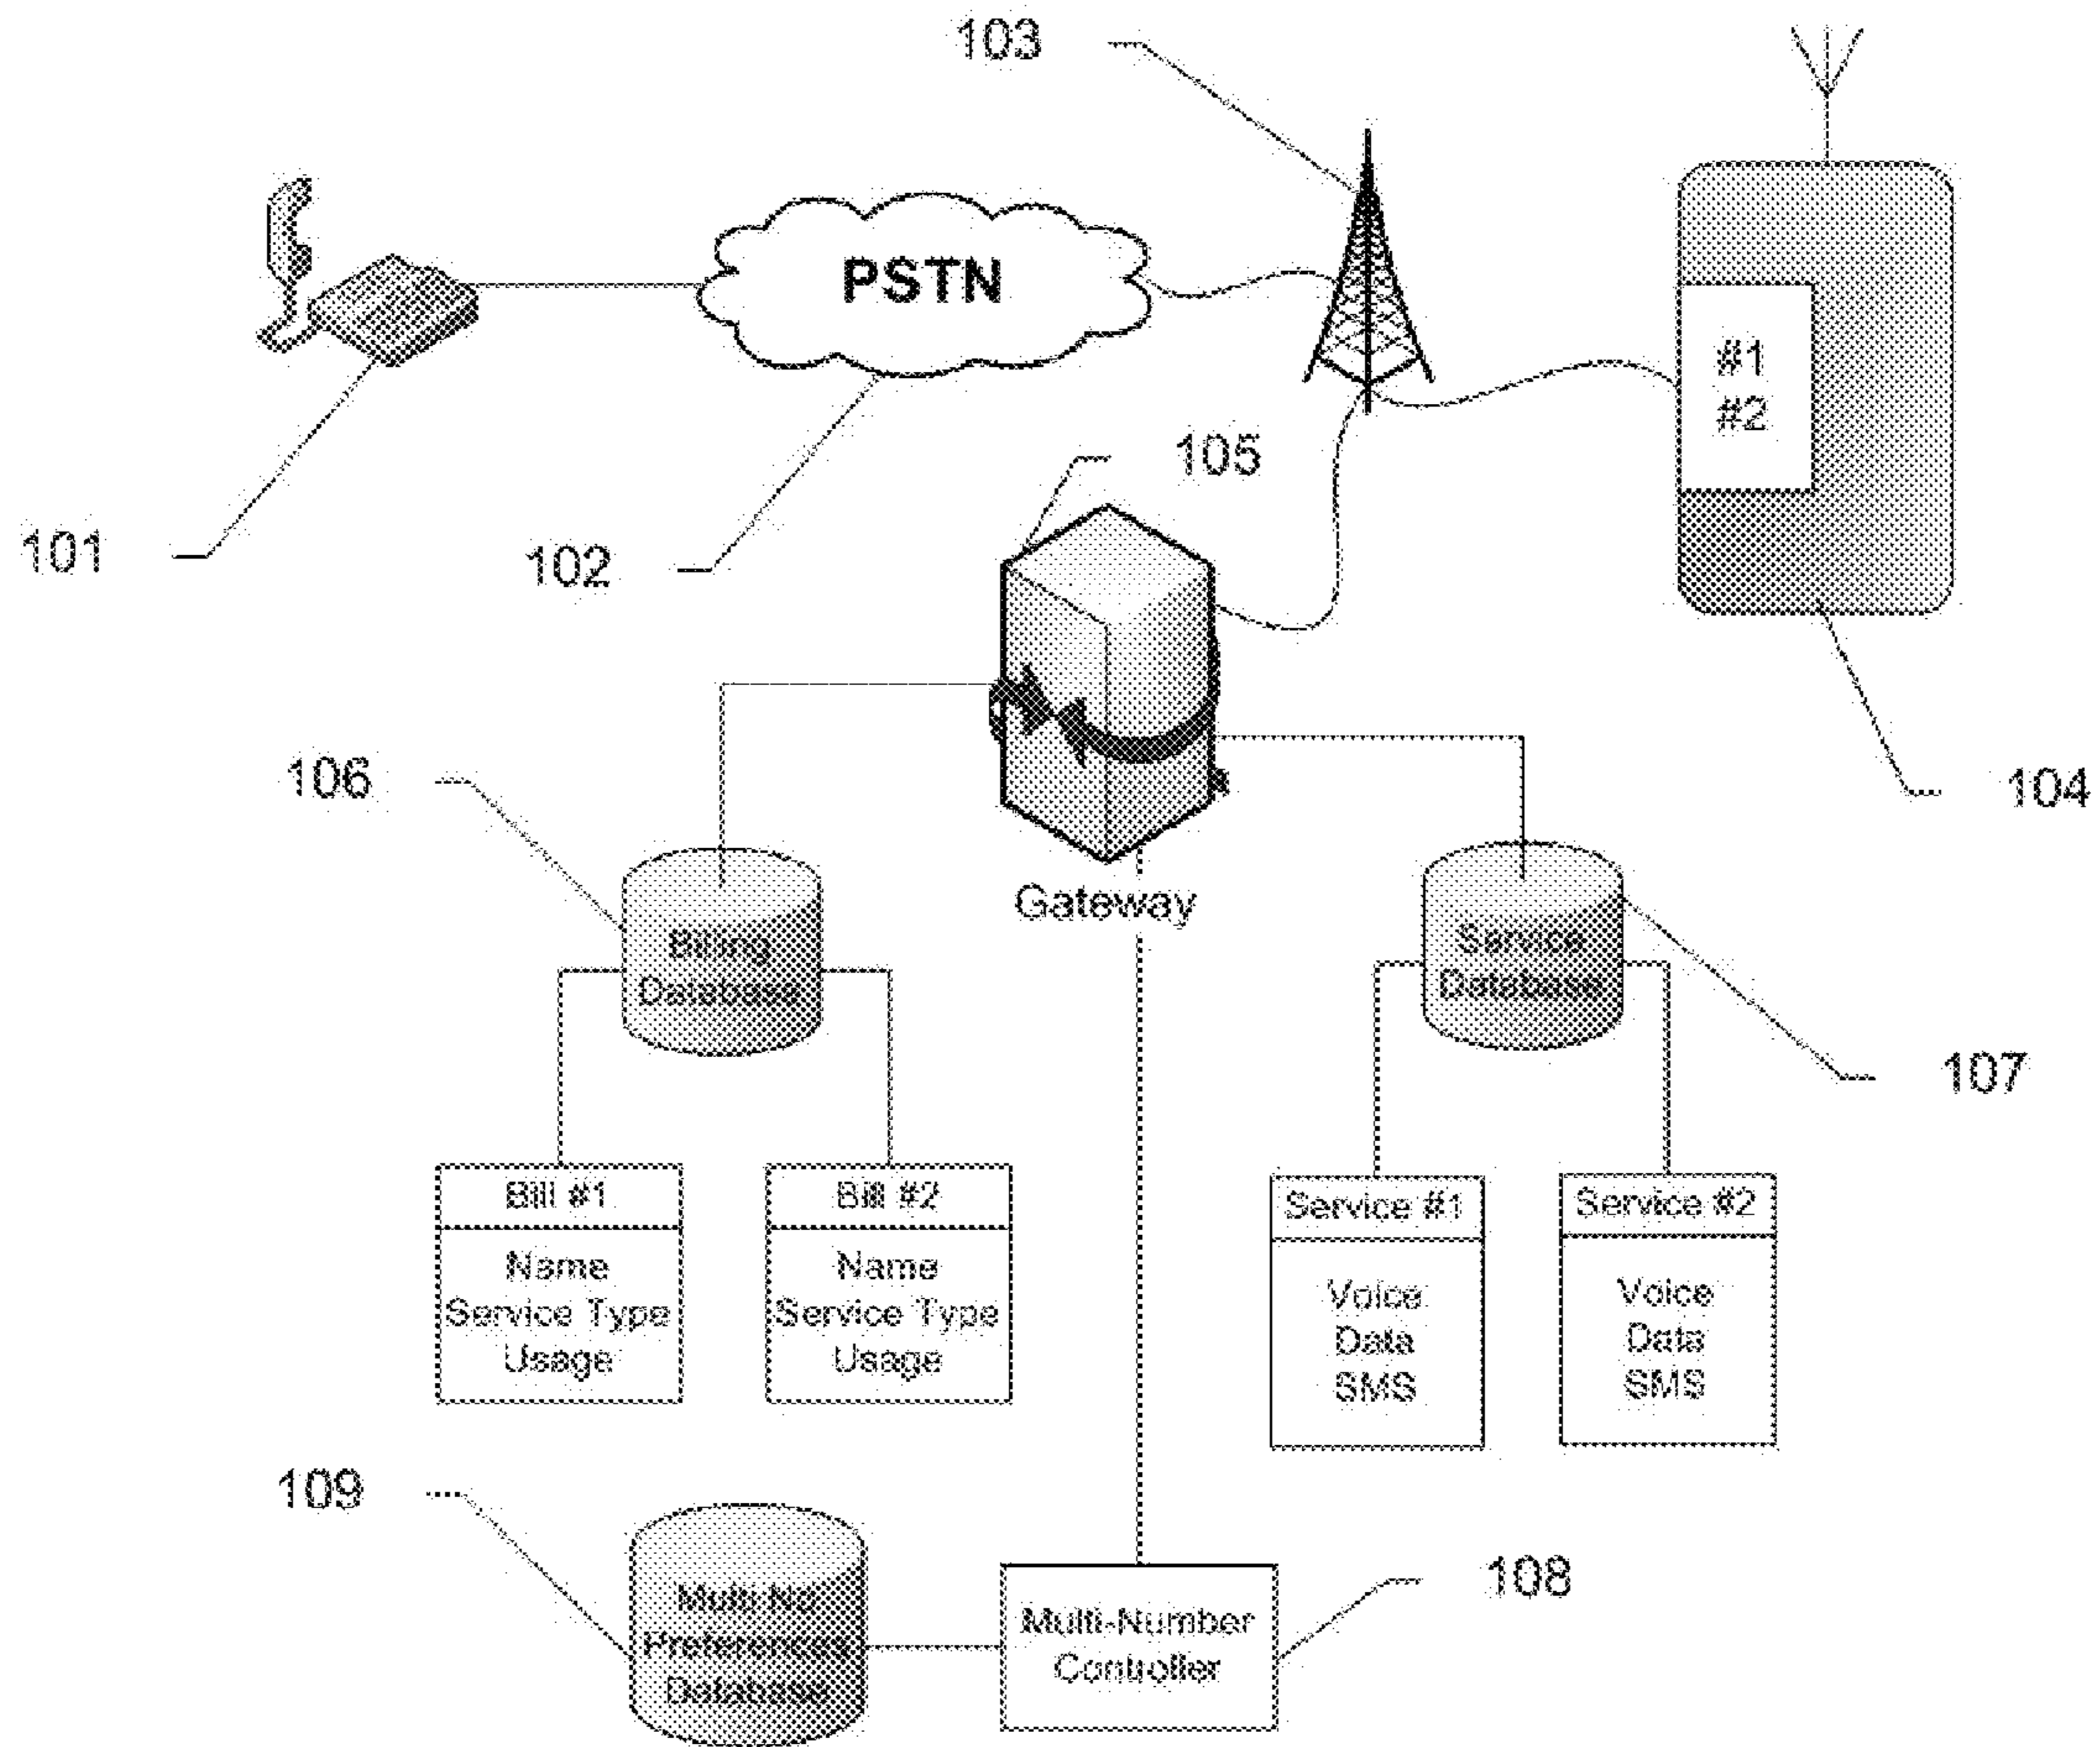 103
PSTN
#1
#2
105
101
102
106
104
Gateway
Billing
Database
Service
Database
107
Bill #1
Name
Service Type
Usage
Bill #2
Name
Service Type
Usage
Service #1
Voice
Data
SMS
Service #2
Voice
Data
SMS
109
Multi-No
Preferences
Database
108
Multi-Number
Controller